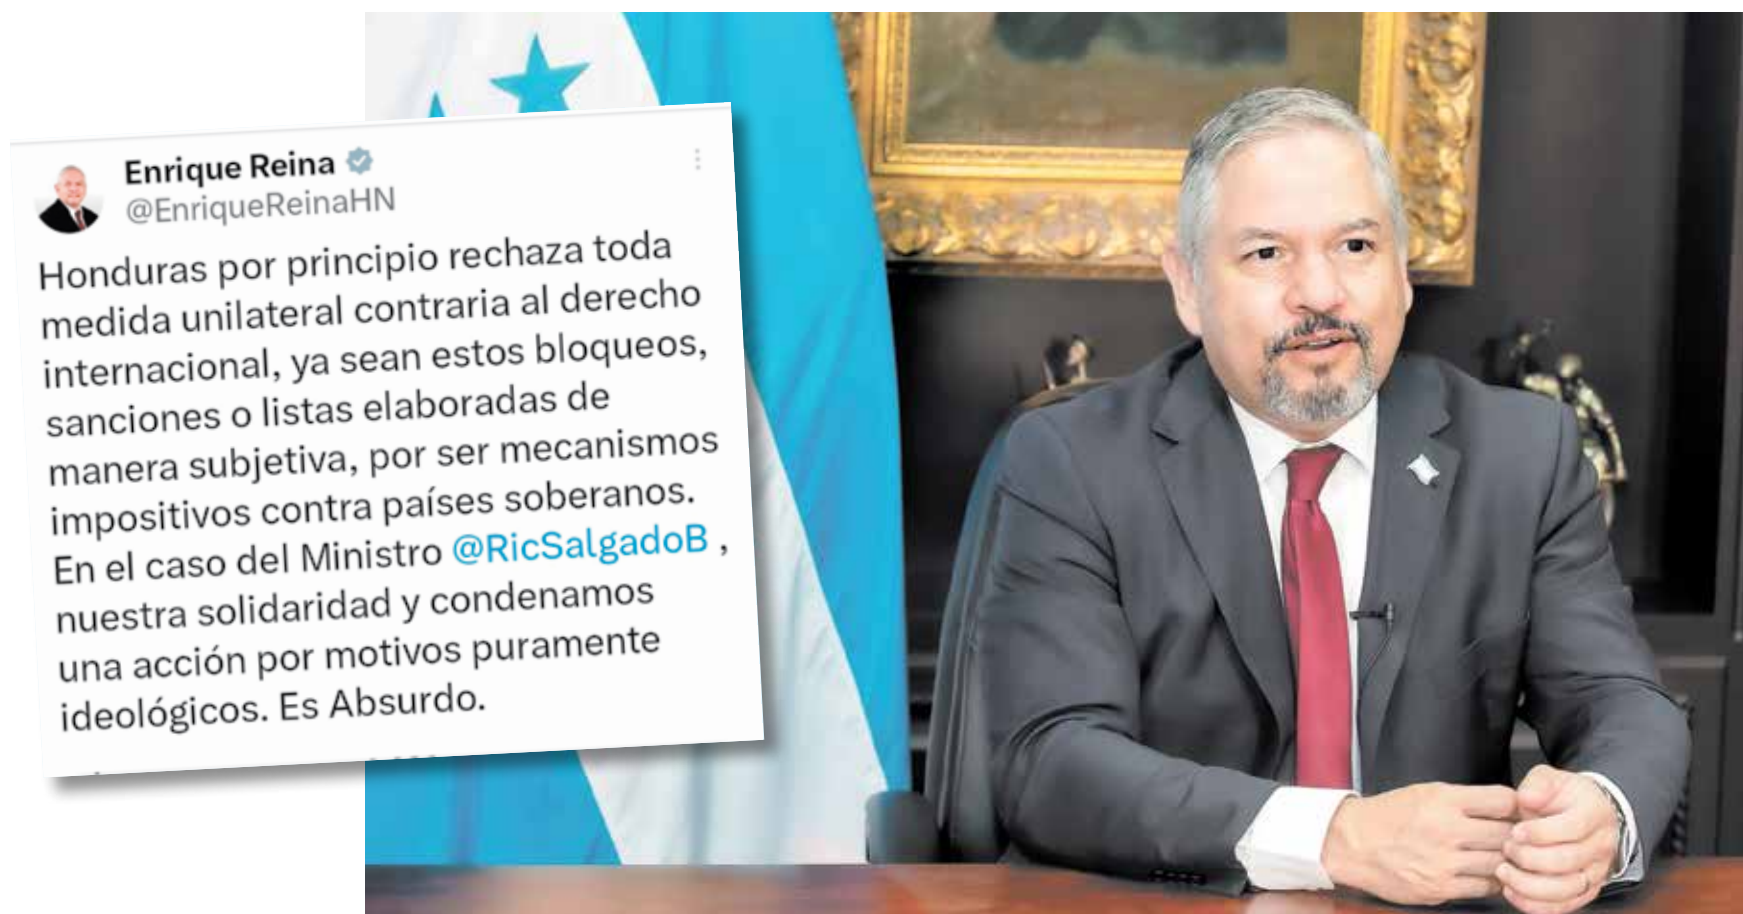 Enrique Reina
@EnriqueReinaHN
Honduras por principio rechaza toda
medida unilateral contraria al derecho
internacional, ya sean estos bloqueos,
sanciones o listas elaboradas de
manera subjetiva, por ser mecanismos
impositivos contra países soberanos.
En el caso del Ministro @RicSalgadoB ,
nuestra solidaridad y condenamos
una acción por motivos puramente
ideológicos. Es Absurdo.